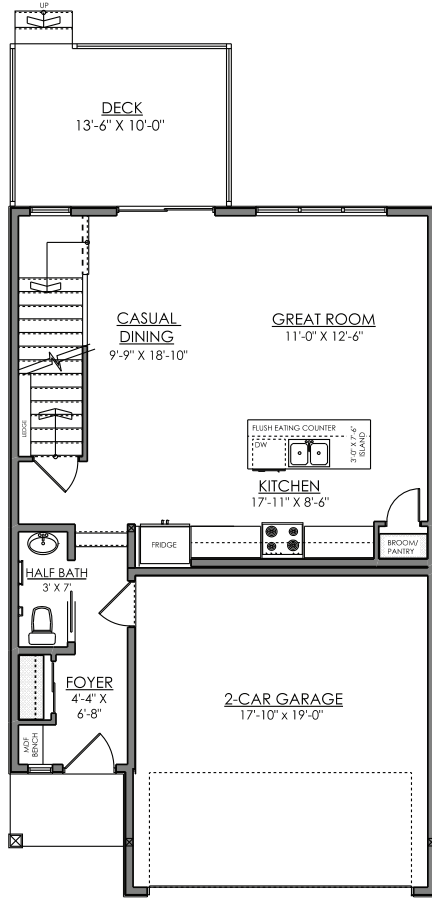 UP
DECK
13'-6" X 10'-0"
CASUAL
DINING
9'-9" X 18'-10"
GREAT ROOM
11'-0" X 12'-6"
LEDGE
FLUSH EATING COUNTER
DW
3'-0" X 7'-6"
ISLAND
KITCHEN
17'-11" X 8'-6"
FRIDGE
BROOM/
PANTRY
HALF BATH
3' X 7'
FOYER
4'-4" X
6'-8"
MDF
BENCH
2-CAR GARAGE
17'-10" x 19'-0"